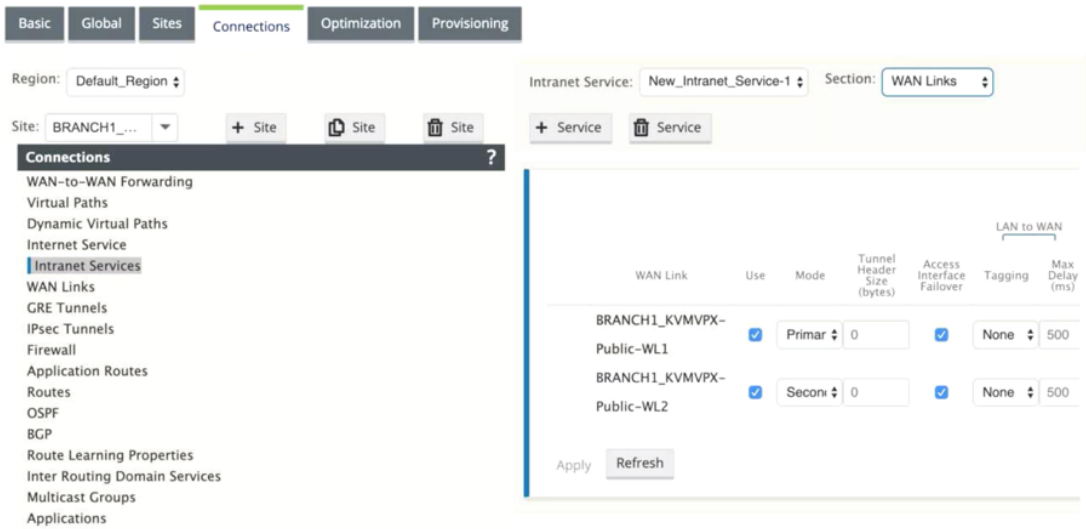 Basic Global Sites Connections Optimization Provisioning
Region: Default_Region
Site: BRANCH1_...
+ Site
Site
Site
Connections ?
WAN-to-WAN Forwarding
Virtual Paths
Dynamic Virtual Paths
Internet Service
Intranet Services
WAN Links
GRE Tunnels
IPsec Tunnels
Firewall
Application Routes
Routes
OSPF
BGP
Route Learning Properties
Inter Routing Domain Services
Multicast Groups
Applications
Intranet Service: New_Intranet_Service-1 Section: WAN Links
+ Service
Service
LAN to WAN
WAN Link
Use
Mode
Tunnel
Header
Size
(bytes)
Access
Interface
Failover
Tagging
Max
Delay
(ms)
BRANCH1_KVMVPX-
Public-WL1
Primar 0 None 500
BRANCH1_KVMVPX-
Public-WL2
Secon 0 None 500
Apply Refresh